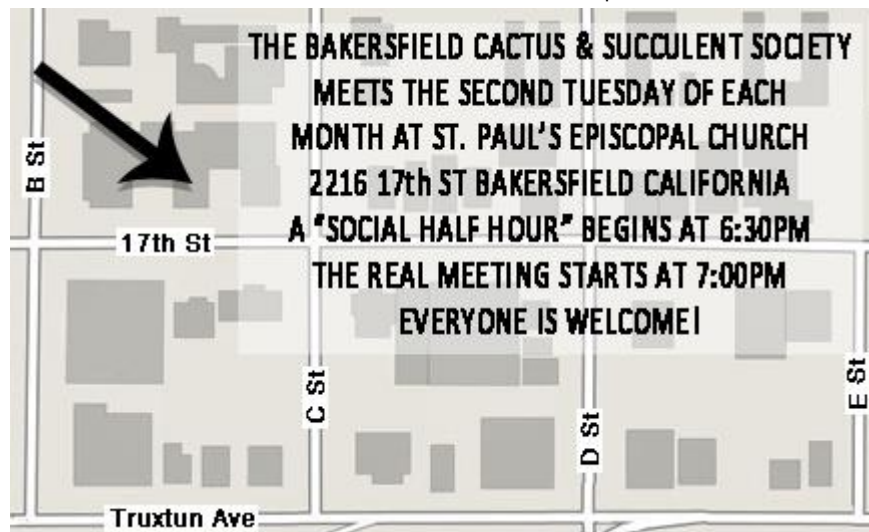 THE BAKERSFIELD CACTUS & SUCCULENT SOCIETY
MEETS THE SECOND TUESDAY OF EACH
MONTH AT ST. PAUL'S EPISCOPAL CHURCH
2216 17th ST BAKERSFIELD CALIFORNIA
A "SOCIAL HALF HOUR" BEGINS AT 6:30PM
THE REAL MEETING STARTS AT 7:00PM
EVERYONE IS WELCOME!
B St
17th St
C St
D St
E St
Truxtun Ave